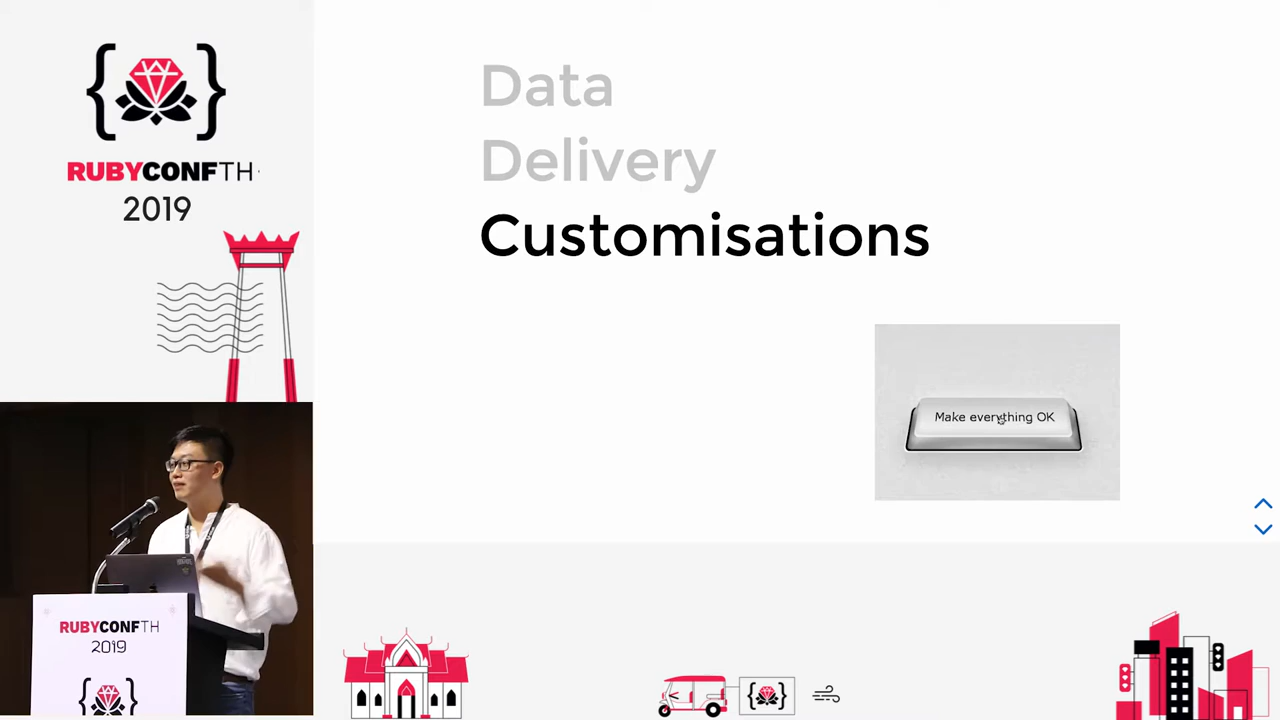 RUBYCONFTH
2019
Data
Delivery
Customisations
Make everything OK
RUBYCONFTH
2019